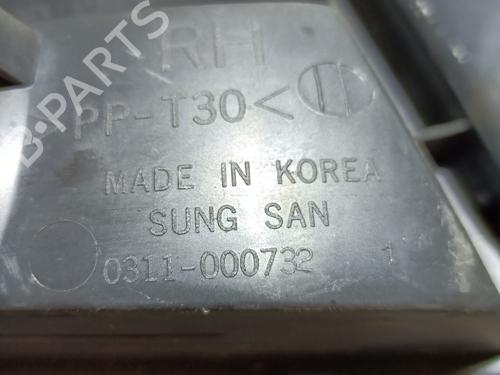 RH
PP-T30<
MADE IN KOREA
SUNG SAN
0311-000732 1
B-PARTS